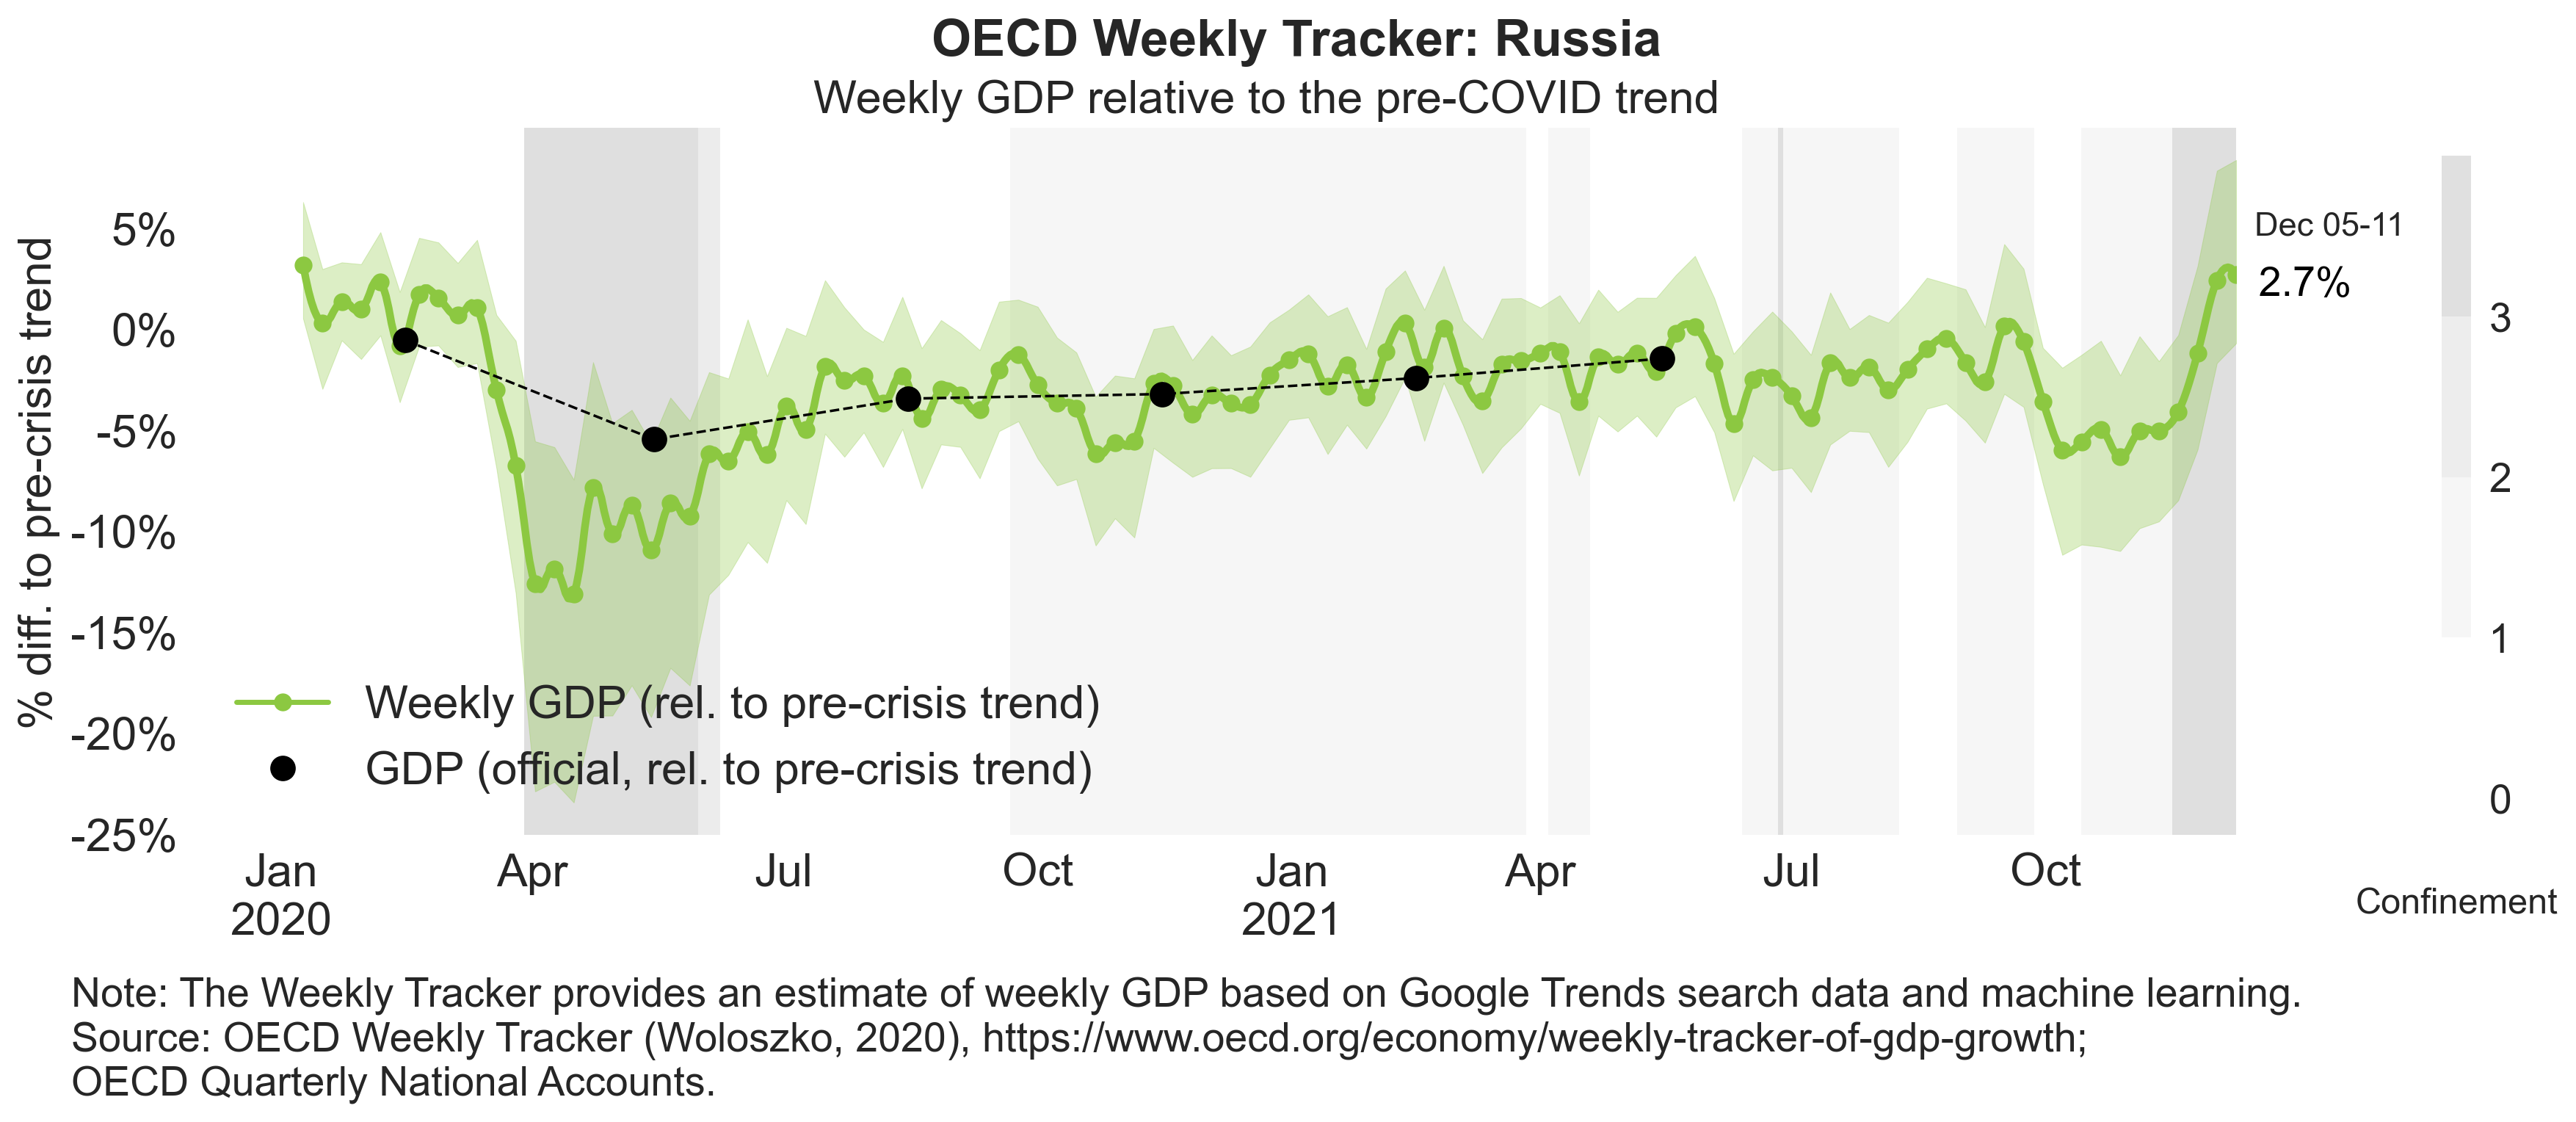 OECD Weekly Tracker: Russia
Weekly GDP relative to the pre-COVID trend
% diff. to pre-crisis trend
5%
0%
-5%
-10%
-15%
-20%
-25%
Dec 05-11
2.7%
3
2
1
0
Confinement
Weekly GDP (rel. to pre-crisis trend)
GDP (official, rel. to pre-crisis trend)
Jan Apr Jul Oct Jan Apr Jul Oct
2020 2021
Note: The Weekly Tracker provides an estimate of weekly GDP based on Google Trends search data and machine learning.
Source: OECD Weekly Tracker (Woloszko, 2020), https://www.oecd.org/economy/weekly-tracker-of-gdp-growth;
OECD Quarterly National Accounts.